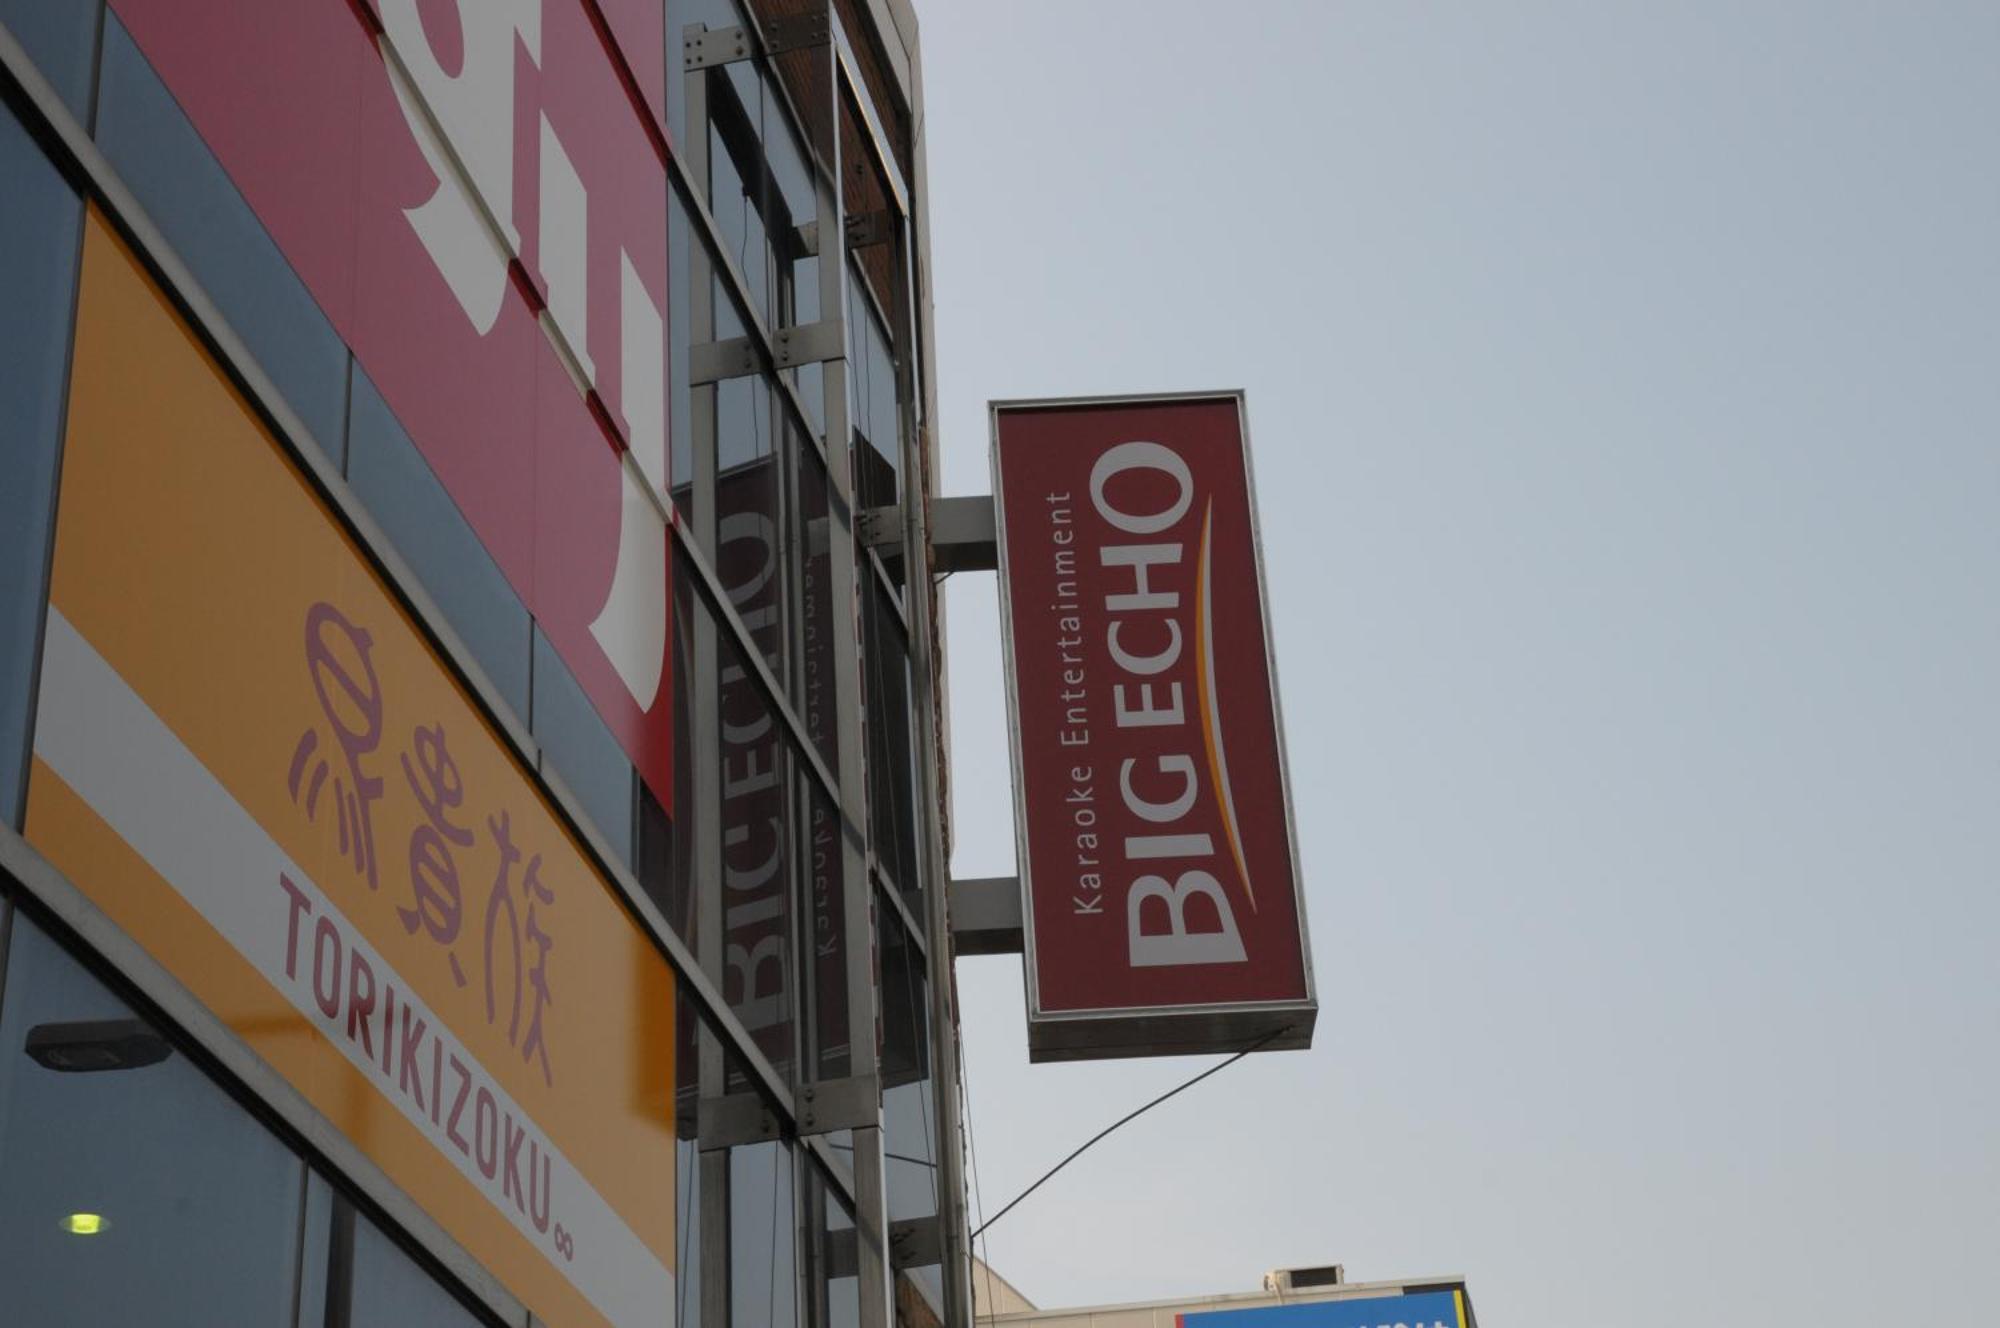 Karaoke Entertainment
BIG ECHO
鳥貴族
TORIKIZOKU